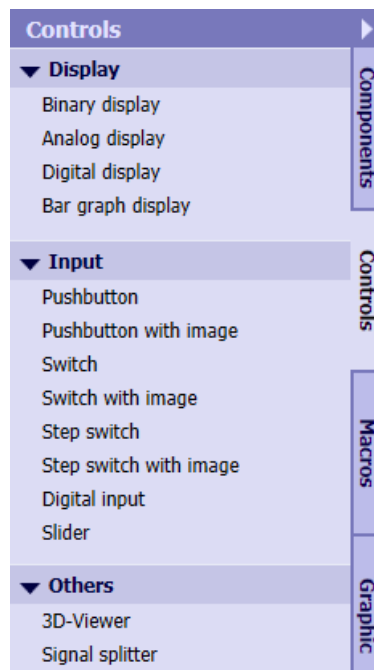 Controls
Display
Binary display
Analog display
Digital display
Bar graph display
Input
Pushbutton
Pushbutton with image
Switch
Switch with image
Step switch
Step switch with image
Digital input
Slider
Others
3D-Viewer
Signal splitter
Components
Controls
Macros
Graphic